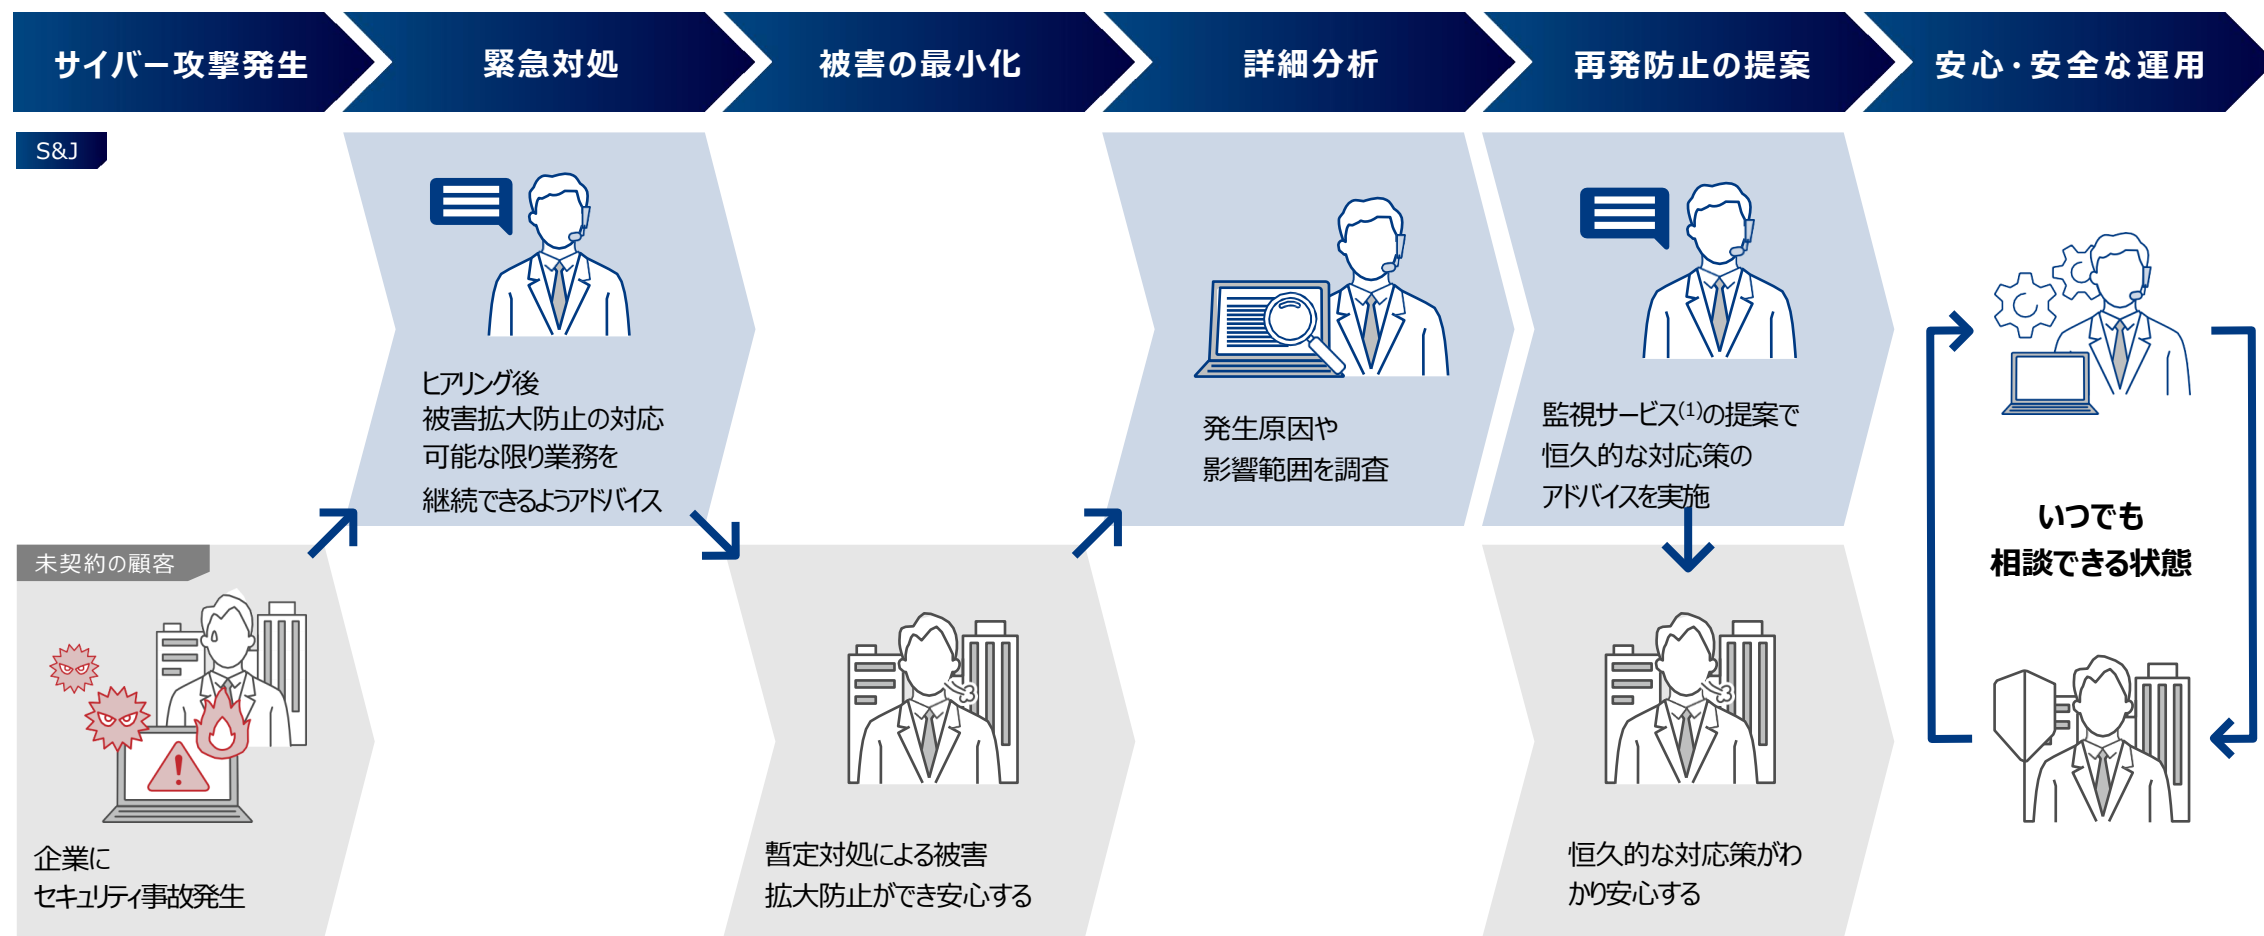 サイバー攻撃発生
緊急対処
被害の最小化
詳細分析
再発防止の提案
安心・安全な運用
S&J
ヒアリング後
被害拡大防止の対応
可能な限り業務を
継続できるようアドバイス
発生原因や
影響範囲を調査
監視サービス(1)の提案で
恒久的な対応策の
アドバイスを実施
いつでも
相談できる状態
未契約の顧客
企業に
セキュリティ事故発生
暫定対処による被害
拡大防止ができ安心する
恒久的な対応策がわ
かり安心する